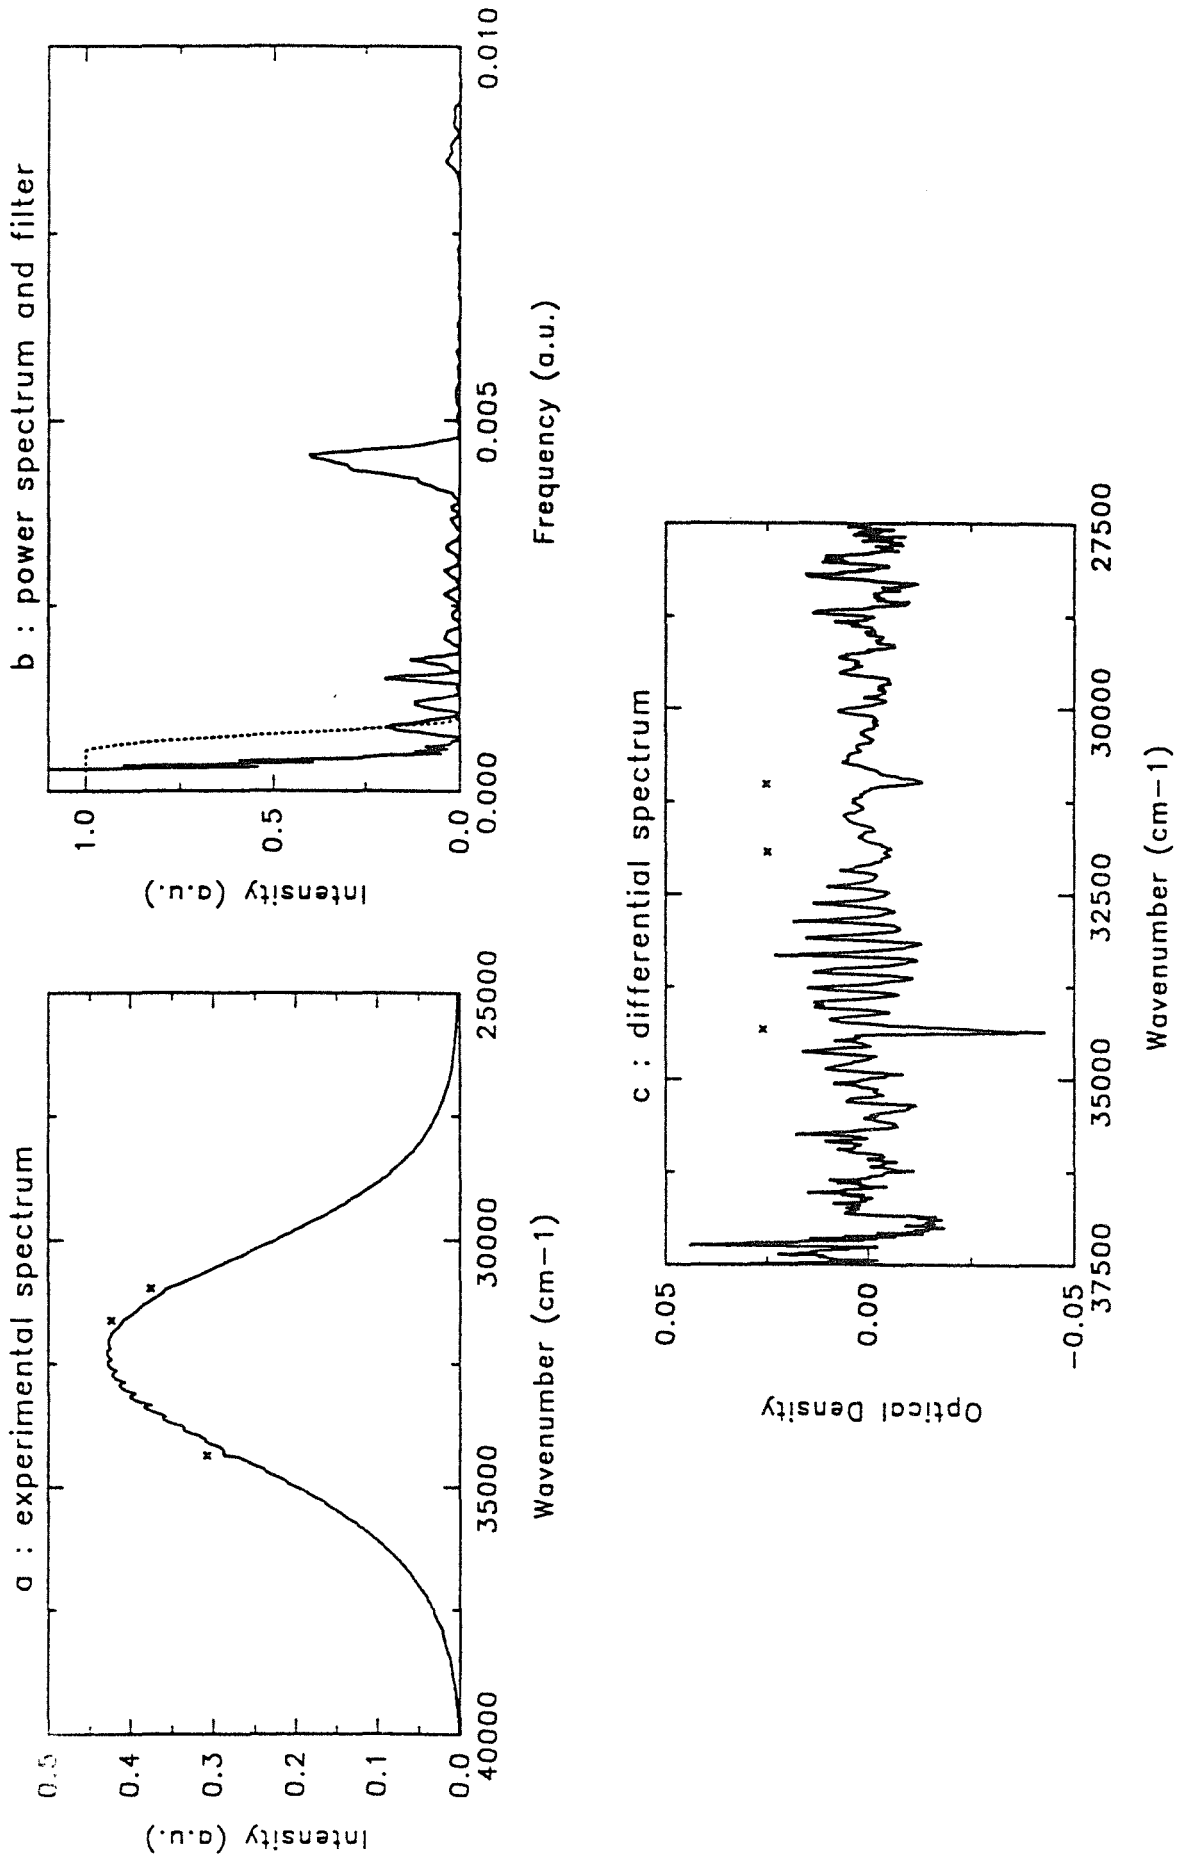 a : experimental spectrum
0.5
0.4
0.3
0.2
0.1
0.0
Intensity (a.u.)
40000
35000
30000
25000
Wavenumber (cm-1)
b : power spectrum and filter
1.0
0.5
0.0
Intensity (a.u.)
0.000
0.005
0.010
Frequency (a.u.)
c : differential spectrum
0.05
0.00
-0.05
Optical Density
37500
35000
32500
30000
27500
Wavenumber (cm-1)